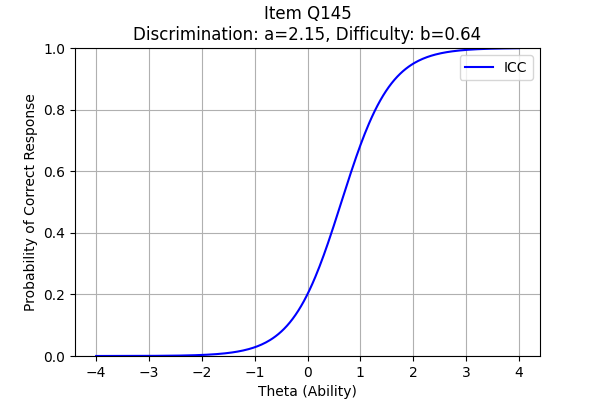 Item Q145
Discrimination: a=2.15, Difficulty: b=0.64
1.0
0.8
0.6
0.4
0.2
0.0
Probability of Correct Response
ICC
−4 −3 −2 −1 0 1 2 3 4
Theta (Ability)